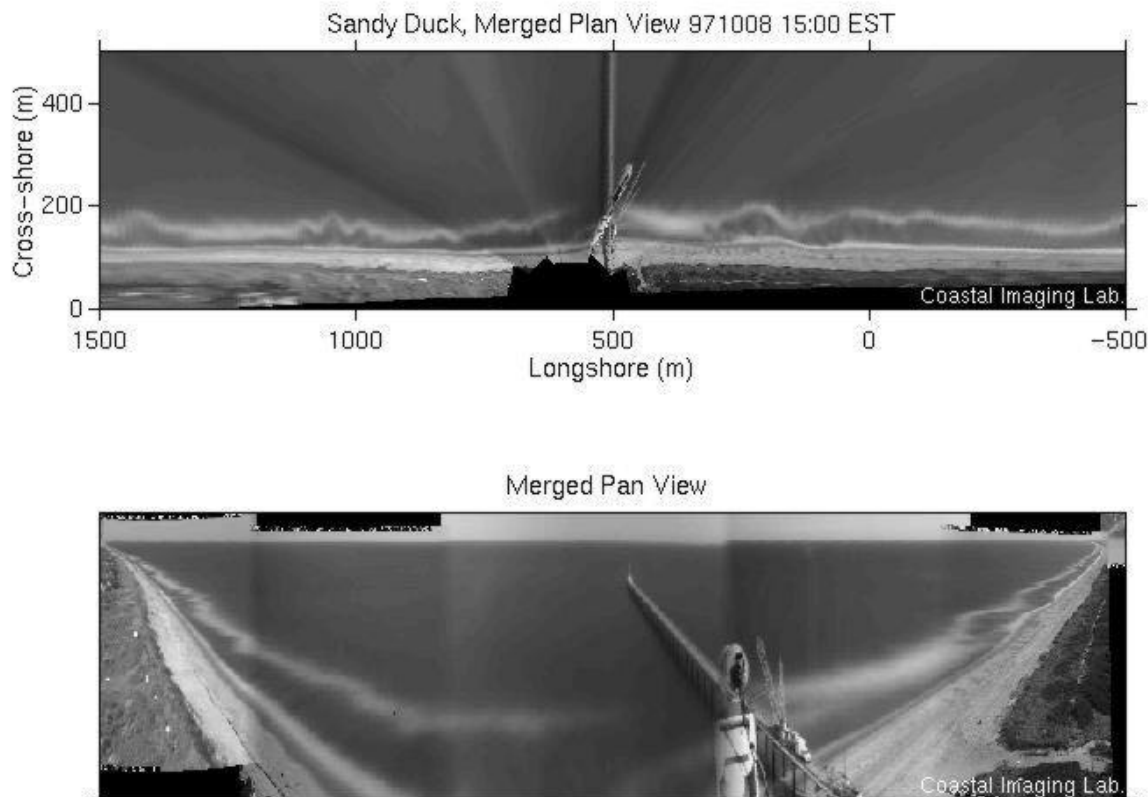 Sandy Duck, Merged Plan View 971008 15:00 EST
Cross-shore (m)
400
200
0
Coastal Imaging Lab.
1500 1000 500 0 -500
Longshore (m)
Merged Pan View
Coastal Imaging Lab.